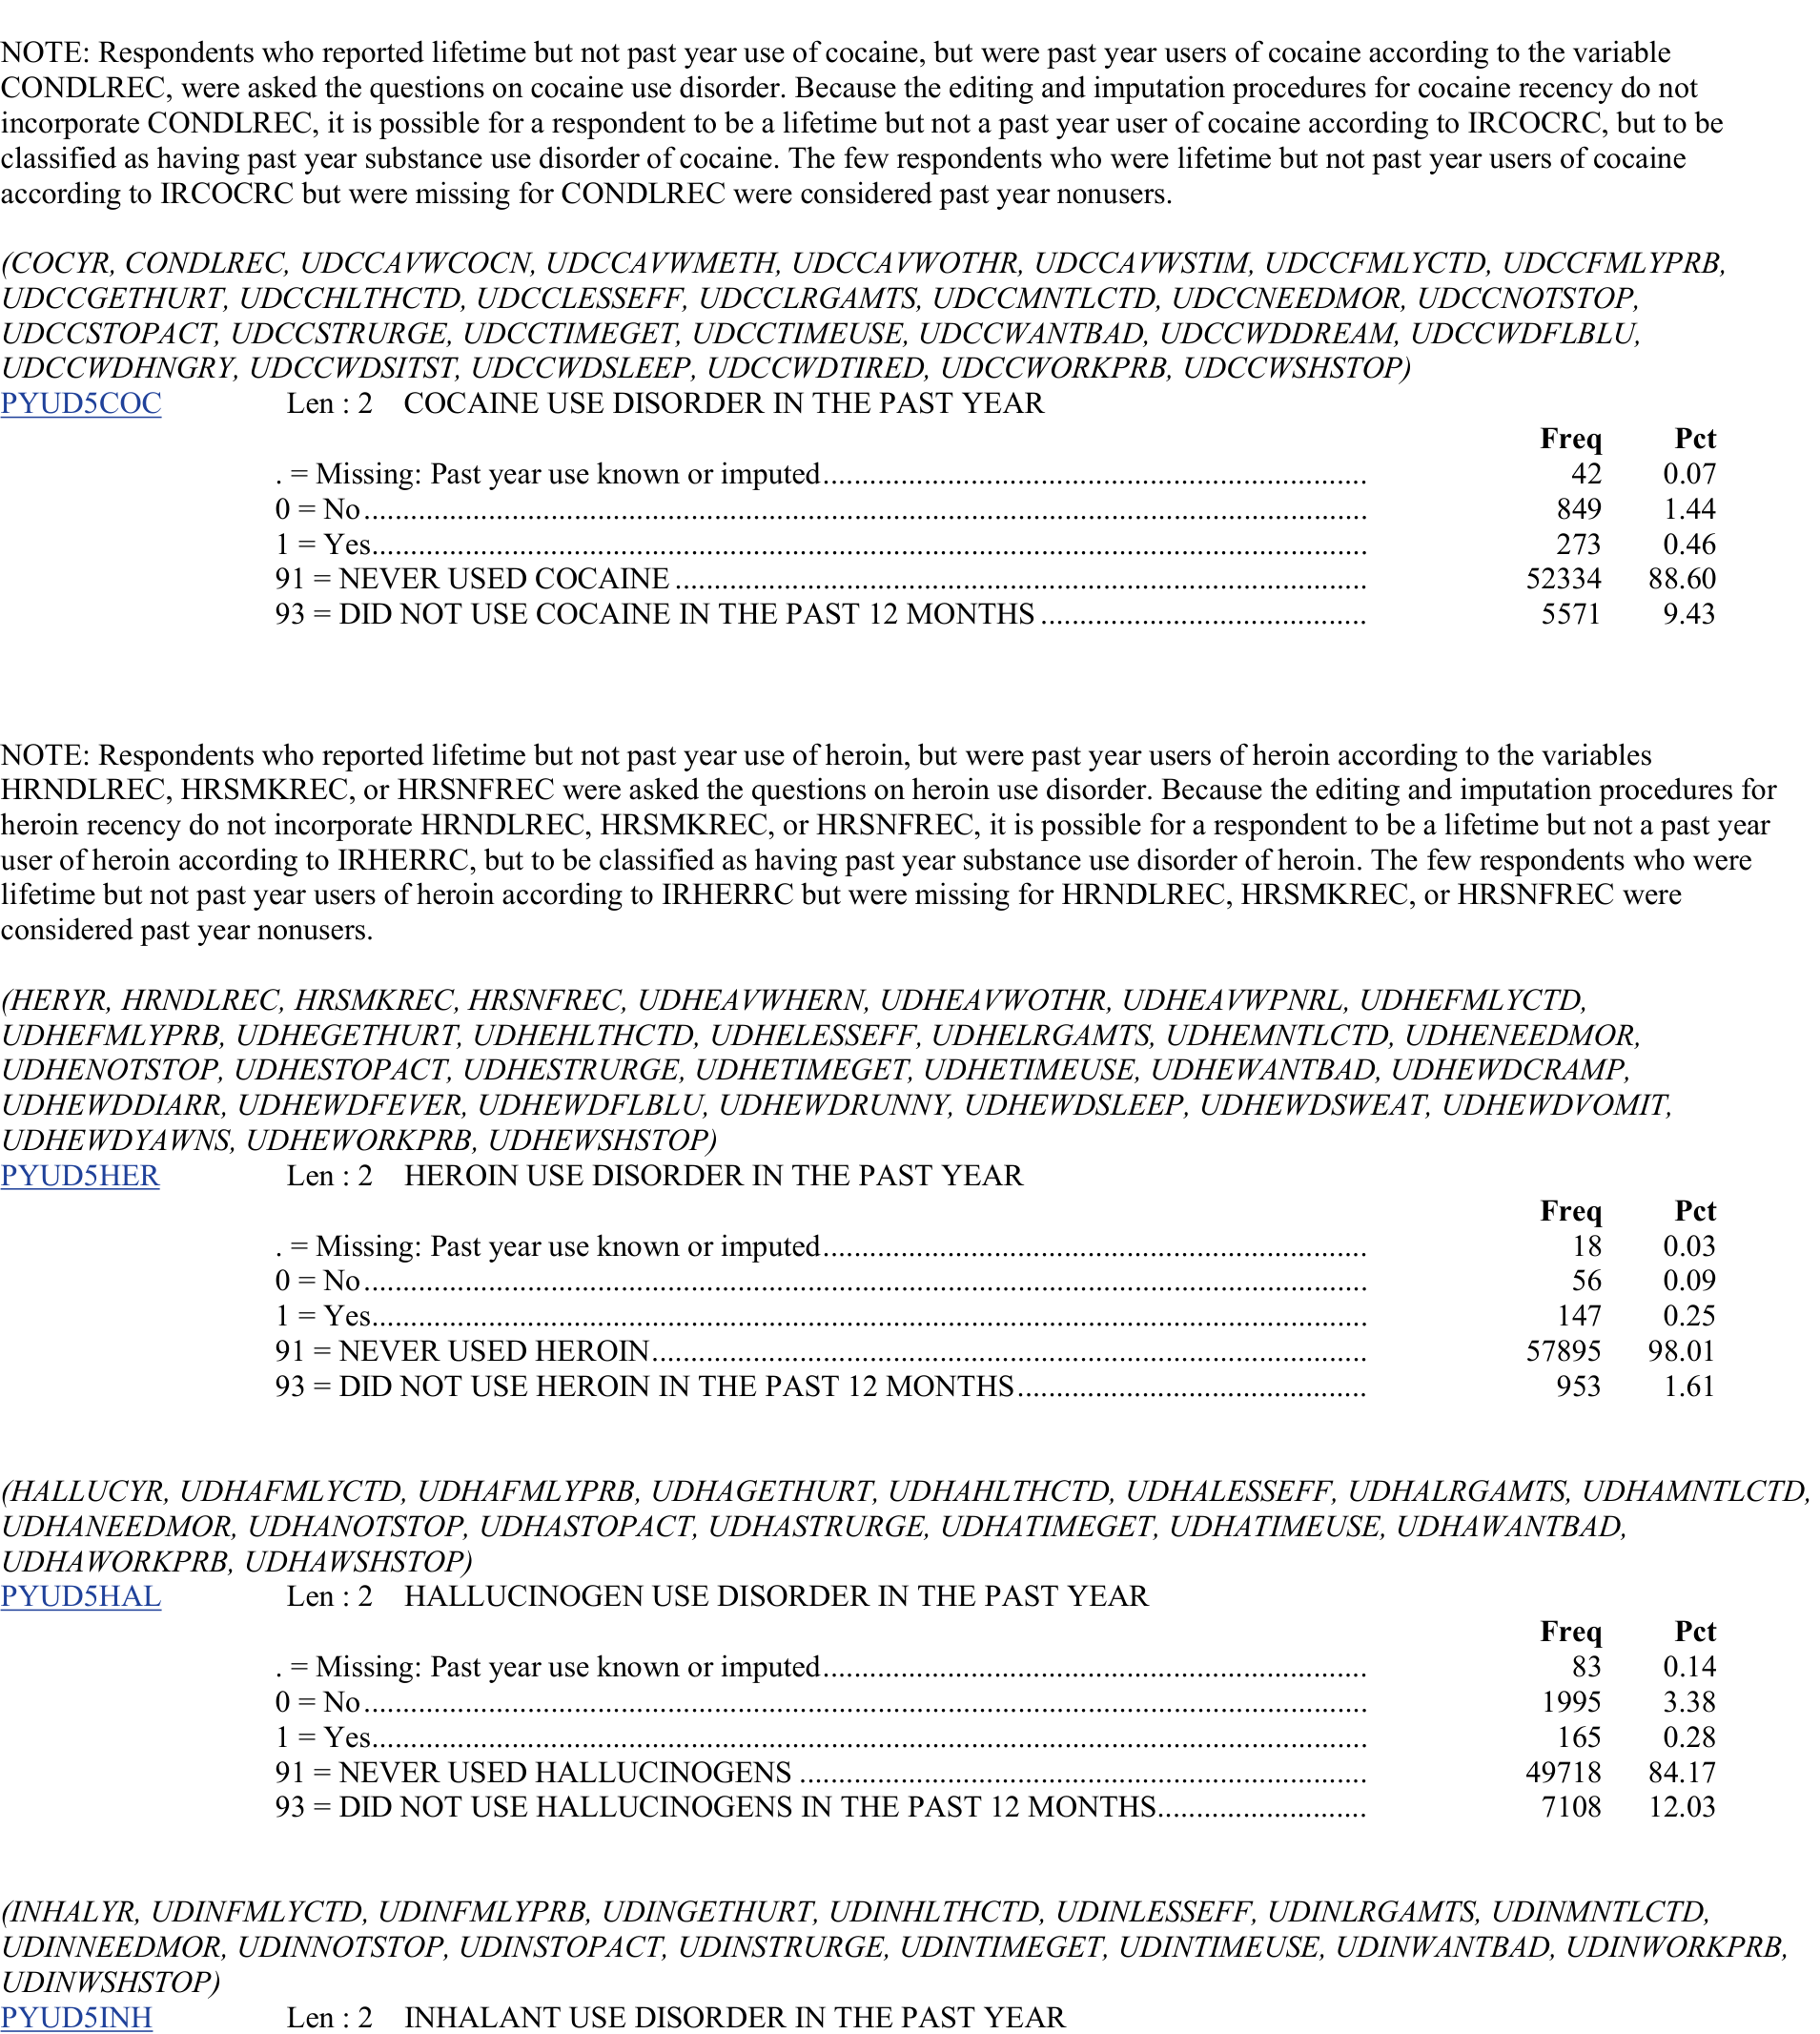 NOTE: Respondents who reported lifetime but not past year use of cocaine, but were past year users of cocaine according to the variable
CONDLREC, were asked the questions on cocaine use disorder. Because the editing and imputation procedures for cocaine recency do not
incorporate CONDLREC, it is possible for a respondent to be a lifetime but not a past year user of cocaine according to IRCOCRC, but to be
classified as having past year substance use disorder of cocaine. The few respondents who were lifetime but not past year users of cocaine
according to IRCOCRC but were missing for CONDLREC were considered past year nonusers.
(COCYR, CONDLREC, UDCCAVWCOCN, UDCCAVWMETH, UDCCAVWOTHR, UDCCAVWSTIM, UDCCFMLYCTD, UDCCFMLYPRB,
UDCCGETHURT, UDCCHLTHCTD, UDCCLESSEFF, UDCCLRGAMTS, UDCCMNTLCTD, UDCCNEEDMOR, UDCCNOTSTOP,
UDCCSTOPACT, UDCCSTRURGE, UDCCTIMEGET, UDCCTIMEUSE, UDCCWANTBAD, UDCCWDDREAM, UDCCWDFLBLU,
UDCCWDHNGRY, UDCCWDSITST, UDCCWDSLEEP, UDCCWDTIRED, UDCCWORKPRB, UDCCWSHSTOP)
PYUD5COC Len : 2 COCAINE USE DISORDER IN THE PAST YEAR
Freq Pct
. = Missing: Past year use known or imputed.................................................................... 42 0.07
0 = No............................................................................................................................. 849 1.44
1 = Yes............................................................................................................................ 273 0.46
91 = NEVER USED COCAINE ...................................................................................... 52334 88.60
93 = DID NOT USE COCAINE IN THE PAST 12 MONTHS ......................................... 5571 9.43
NOTE: Respondents who reported lifetime but not past year use of heroin, but were past year users of heroin according to the variables
HRNDLREC, HRSMKREC, or HRSNFREC were asked the questions on heroin use disorder. Because the editing and imputation procedures for
heroin recency do not incorporate HRNDLREC, HRSMKREC, or HRSNFREC, it is possible for a respondent to be a lifetime but not a past year
user of heroin according to IRHERRC, but to be classified as having past year substance use disorder of heroin. The few respondents who were
lifetime but not past year users of heroin according to IRHERRC but were missing for HRNDLREC, HRSMKREC, or HRSNFREC were
considered past year nonusers.
(HERYR, HRNDLREC, HRSMKREC, HRSNFREC, UDHEAVWHERN, UDHEAVWOTHR, UDHEAVWPNRL, UDHEFMLYCTD,
UDHEFMLYPRB, UDHEGETHURT, UDHEHLTHCTD, UDHELESSEFF, UDHELRGAMTS, UDHEMNTLCTD, UDHENEEDMOR,
UDHENOTSTOP, UDHESTOPACT, UDHESTRURGE, UDHETIMEGET, UDHETIMEUSE, UDHEWANTBAD, UDHEWDCRAMP,
UDHEWDDIARR, UDHEWDFEVER, UDHEWDFLBLU, UDHEWDRUNNY, UDHEWDSLEEP, UDHEWDSWEAT, UDHEWDVOMIT,
UDHEWDYAWNS, UDHEWORKPRB, UDHEWSHSTOP)
PYUD5HER Len : 2 HEROIN USE DISORDER IN THE PAST YEAR
Freq Pct
. = Missing: Past year use known or imputed.................................................................... 18 0.03
0 = No............................................................................................................................. 56 0.09
1 = Yes............................................................................................................................ 147 0.25
91 = NEVER USED HEROIN......................................................................................... 57895 98.01
93 = DID NOT USE HEROIN IN THE PAST 12 MONTHS............................................ 953 1.61
(HALLUCYR, UDHAFMLYCTD, UDHAFMLYPRB, UDHAGETHURT, UDHAHLTHCTD, UDHALESSEFF, UDHALRGAMTS, UDHAMNTLCTD,
UDHANEEDMOR, UDHANOTSTOP, UDHASTOPACT, UDHASTRURGE, UDHATIMEGET, UDHATIMEUSE, UDHAWANTBAD,
UDHAWORKPRB, UDHAWSHSTOP)
PYUD5HAL Len : 2 HALLUCINOGEN USE DISORDER IN THE PAST YEAR
Freq Pct
. = Missing: Past year use known or imputed.................................................................... 83 0.14
0 = No............................................................................................................................. 1995 3.38
1 = Yes............................................................................................................................ 165 0.28
91 = NEVER USED HALLUCINOGENS ....................................................................... 49718 84.17
93 = DID NOT USE HALLUCINOGENS IN THE PAST 12 MONTHS.......................... 7108 12.03
(INHALYR, UDINFMLYCTD, UDINFMLYPRB, UDINGETHURT, UDINHLTHCTD, UDINLESSEFF, UDINLRGAMTS, UDINMNTLCTD,
UDINNEEDMOR, UDINNOTSTOP, UDINSTOPACT, UDINSTRURGE, UDINTIMEGET, UDINTIMEUSE, UDINWANTBAD, UDINWORKPRB,
UDINWSHSTOP)
PYUD5INH Len : 2 INHALANT USE DISORDER IN THE PAST YEAR